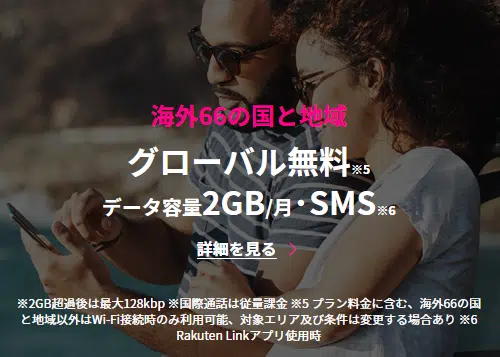 海外66の国と地域
グローバル無料※5
データ容量2GB/月・SMS※6
詳細を見る
※2GB超過後は最大128kbp ※国際通話は従量課金 ※5 プラン料金に含む、海外66の国
と地域以外はWi-Fi接続時のみ利用可能、対象エリア及び条件は変更する場合あり ※6
Rakuten Linkアプリ使用時